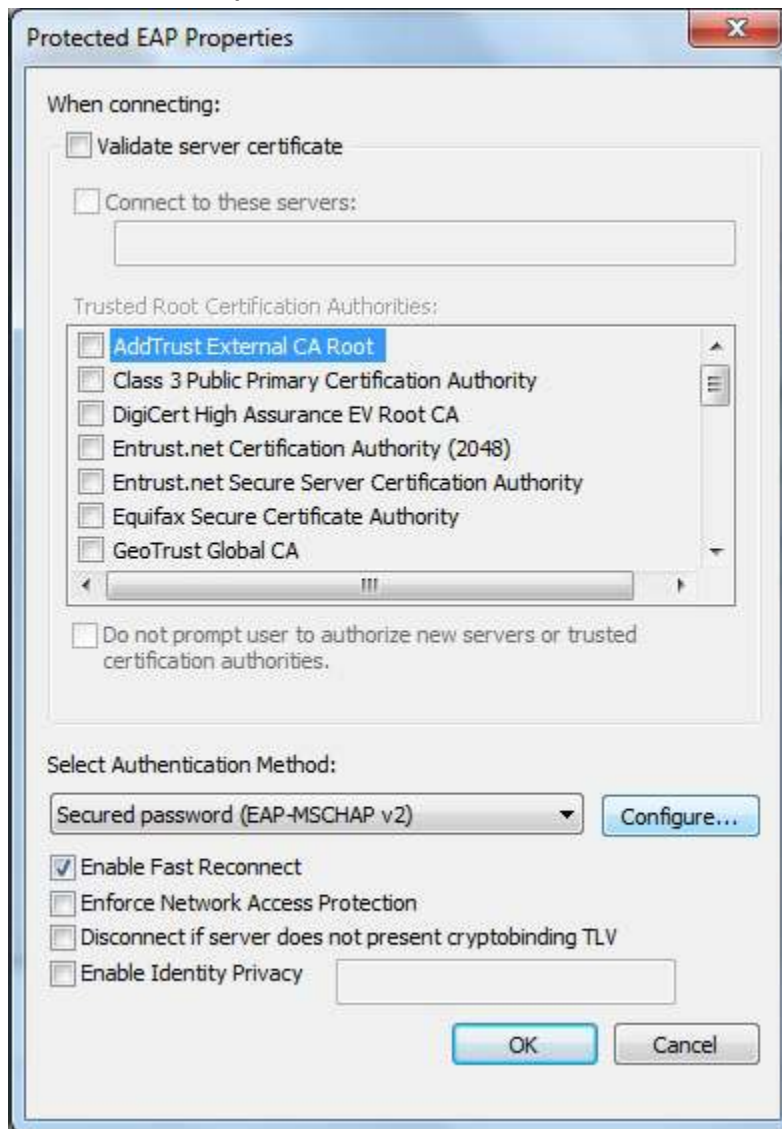 Protected EAP Properties
When connecting:
Validate server certificate
Connect to these servers:
Trusted Root Certification Authorities:
AddTrust External CA Root
Class 3 Public Primary Certification Authority
DigiCert High Assurance EV Root CA
Entrust.net Certification Authority (2048)
Entrust.net Secure Server Certification Authority
Equifax Secure Certificate Authority
GeoTrust Global CA
Do not prompt user to authorize new servers or trusted
certification authorities.
Select Authentication Method:
Secured password (EAP-MSCHAP v2) Configure...
Enable Fast Reconnect
Enforce Network Access Protection
Disconnect if server does not present cryptobinding TLV
Enable Identity Privacy
OK Cancel